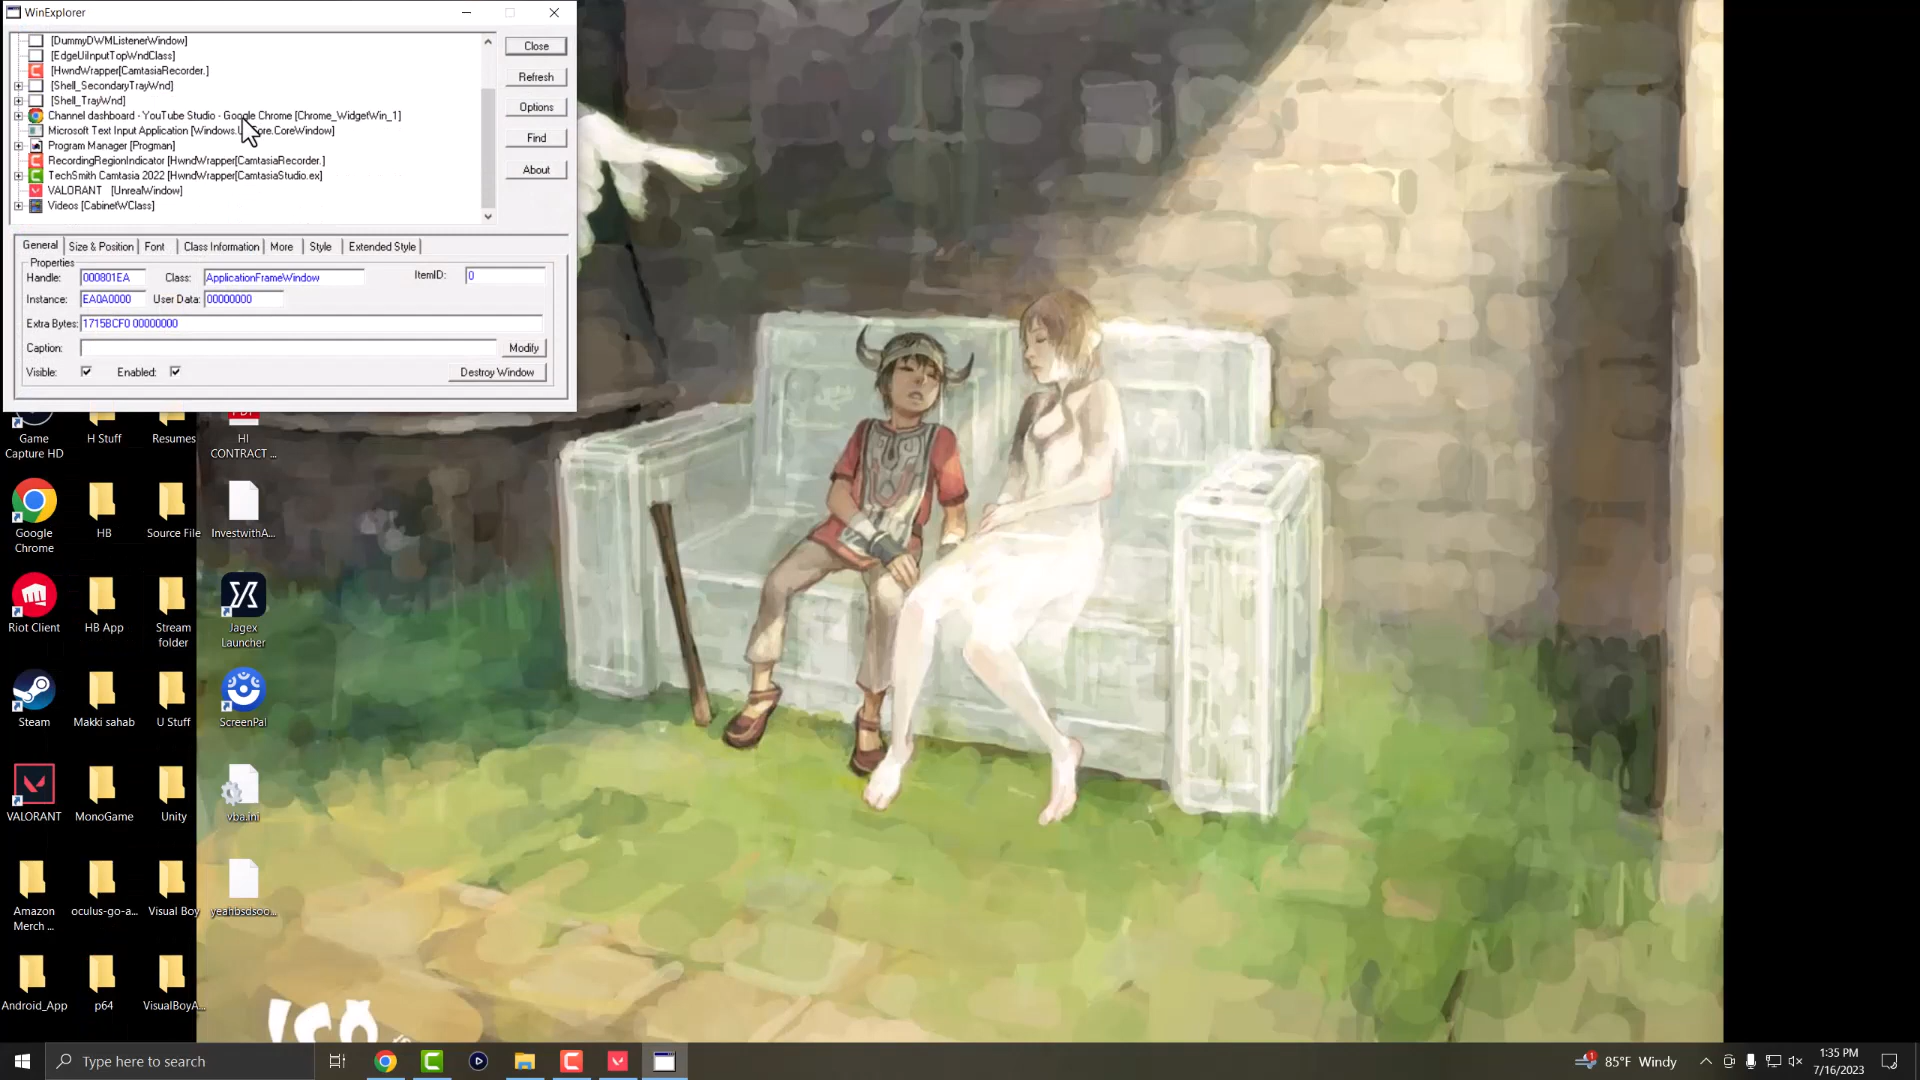 WinExplorer
[DummyDWMListenerWindow]
[EdgeUiInputTopWndClass]
[HwndWrapper[CamtasiaRecorder.]
[Shell_SecondaryTrayWnd]
[Shell_TrayWnd]
Channel dashboard - YouTube Studio - Google Chrome [Chrome_WidgetWin_1]
Microsoft Text Input Application [Windows.U Core.CoreWindow]
Program Manager [Progman]
RecordingRegionIndicator [HwndWrapper[CamtasiaRecorder.]
TechSmith Camtasia 2022 [HwndWrapper[CamtasiaStudio.ex]
VALORANT [UnrealWindow]
Videos [CabinetWClass]
Close
Refresh
Options
Find
About
General Size & Position Font Class Information More Style Extended Style
Properties
Handle: 000801EA Class: ApplicationFrameWindow ItemID: 0
Instance: EA0A0000 User Data: 00000000
Extra Bytes: 1715BCF0 00000000
Caption: Modify
Visible: Enabled: Destroy Window
Game Capture HD
H Stuff
Resumes
HI CONTRACT ...
Google Chrome
HB
Source File
InvestwithA...
Riot Client
HB App
Stream folder
Jagex Launcher
Steam
Makki sahab
U Stuff
ScreenPal
VALORANT
MonoGame
Unity
vba.ini
Amazon Merch ...
oculus-go-a...
Visual Boy
yeahbsdsoo...
Android_App
p64
VisualBoyA...
ICO
Type here to search
1
85°F Windy
1:35 PM
7/16/2023